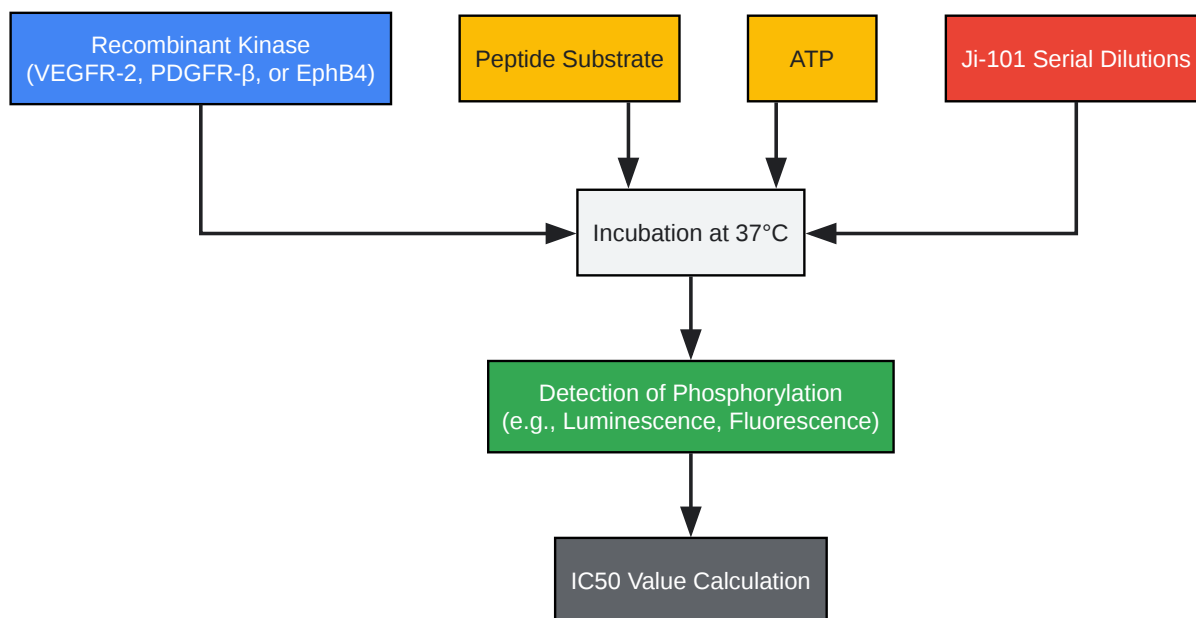 Recombinant Kinase
(VEGFR-2, PDGFR-β, or EphB4)
Peptide Substrate
ATP
Ji-101 Serial Dilutions
Incubation at 37°C
Detection of Phosphorylation
(e.g., Luminescence, Fluorescence)
IC50 Value Calculation